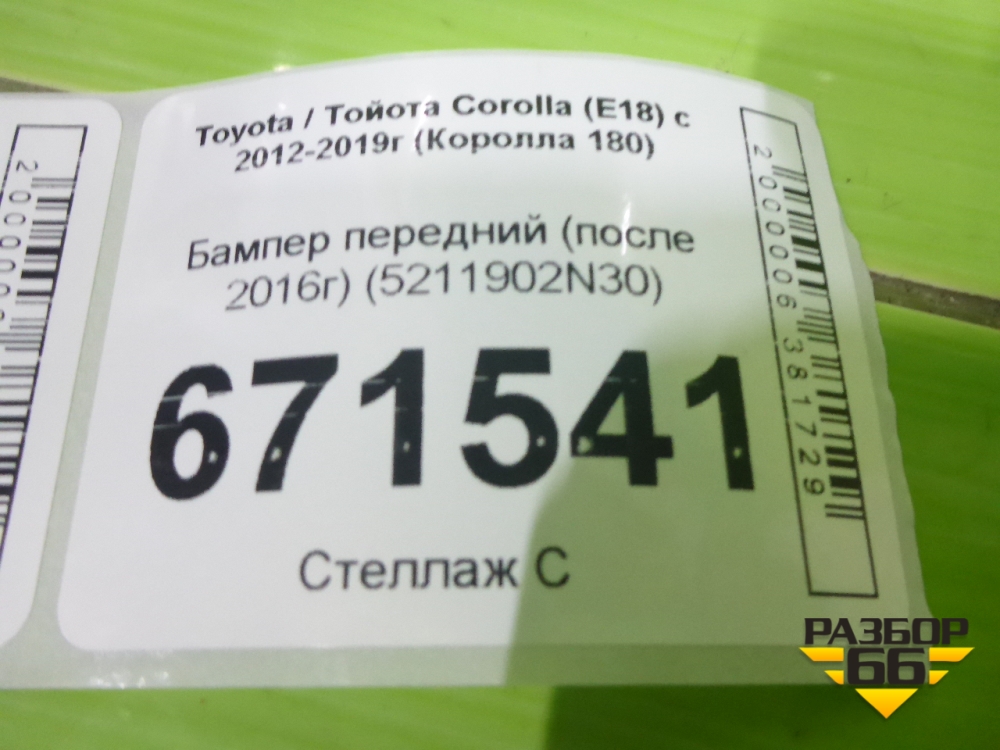 Toyota / Тойота Corolla (E18) с
2012-2019г (Королла 180)
Бампер передний (после
2016г) (5211902N30)
671541
Стеллаж С
2000006381729
РАЗБОР
66